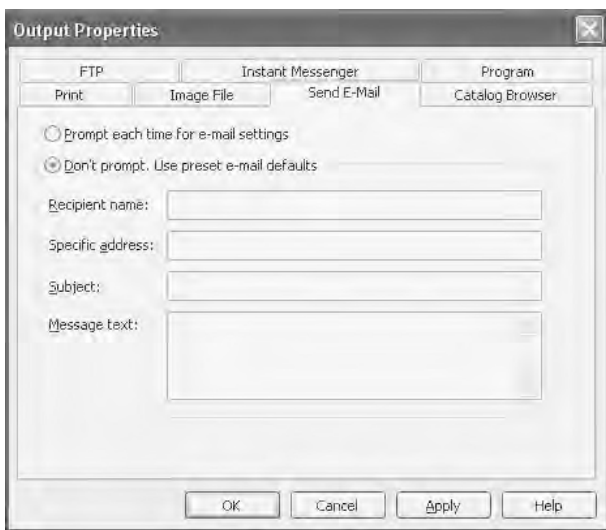 Output Properties
FTP Instant Messenger Program
Print Image File Send E-Mail Catalog Browser
Prompt each time for e-mail settings
Don't prompt. Use preset e-mail defaults
Recipient name:
Specific address:
Subject:
Message text:
OK Cancel Apply Help